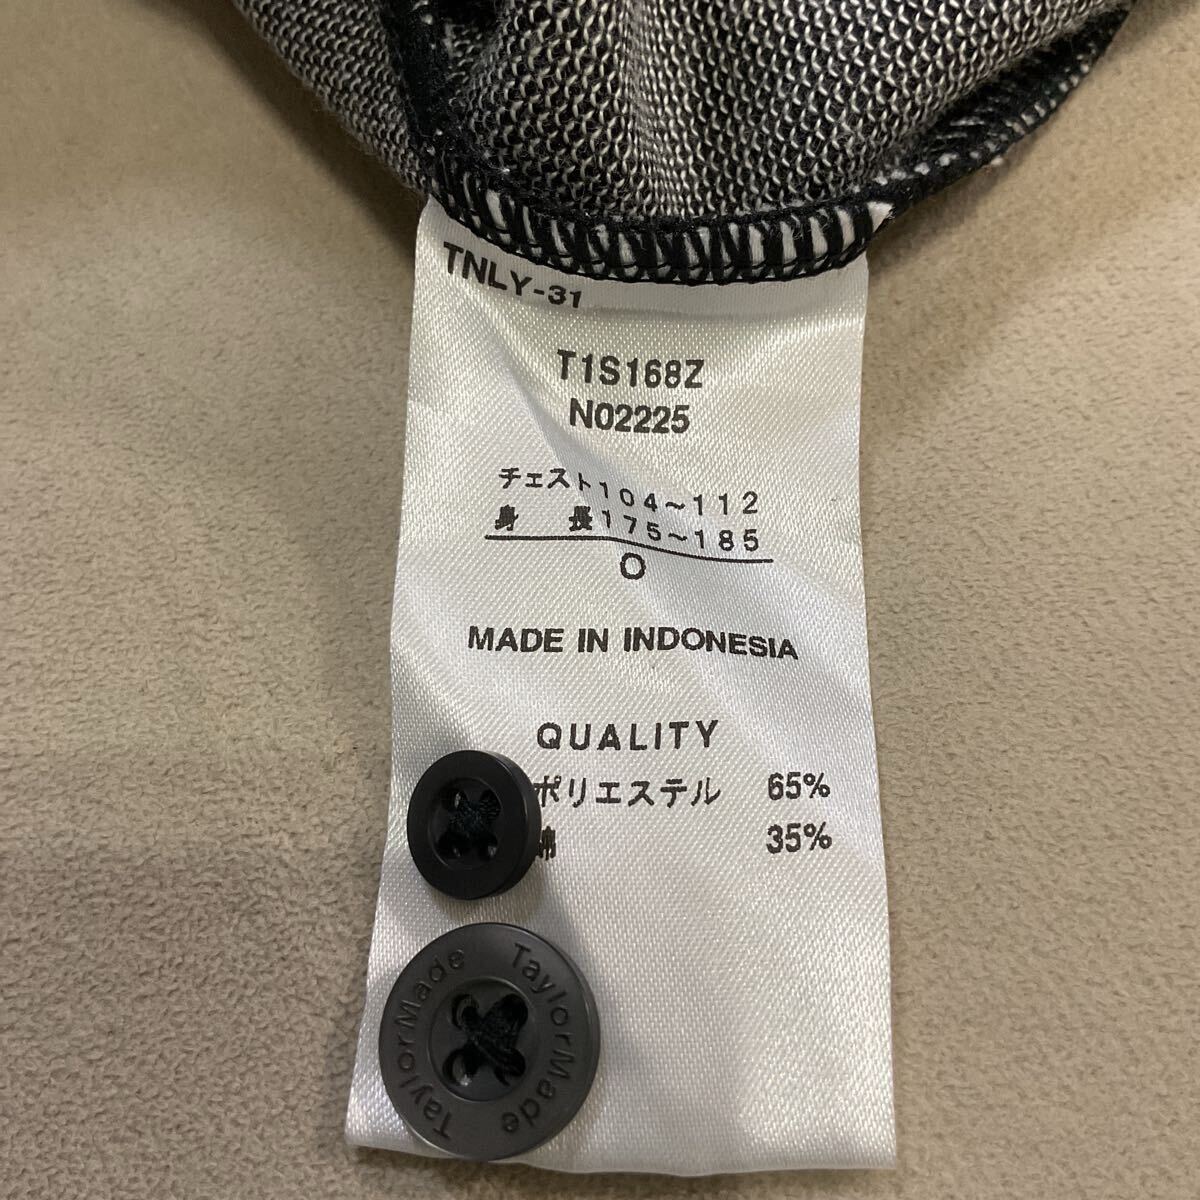 TNLY-31
T1S168Z
N02225
チェスト104~112
身 長175~185
O
MADE IN INDONESIA
QUALITY
ポリエステル 65%
綿 35%
TaylorMade TaylorMade